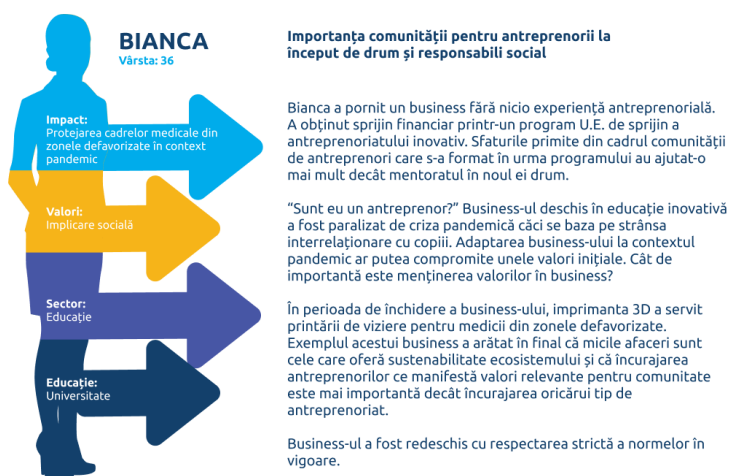 BIANCA
Vârsta: 36
Impact:
Protejarea cadrelor medicale din
zonele defavorizate în context
pandemic
Valori:
Implicare socială
Sector:
Educație
Educație:
Universitate
Importanța comunității pentru antreprenorii la
început de drum și responsabili social
Bianca a pornit un business fără nicio experiență antreprenorială.
A obținut sprijin financiar printr-un program U.E. de sprijin a
antreprenoriatului inovativ. Sfaturile primite din cadrul comunității
de antreprenori care s-a format în urma programului au ajutat-o
mai mult decât mentoratul în noul ei drum.
“Sunt eu un antreprenor?” Business-ul deschis în educație inovativă
a fost paralizat de criza pandemică căci se baza pe strânsa
interrelaționare cu copiii. Adaptarea business-ului la contextul
pandemic ar putea compromite unele valori inițiale. Cât de
importantă este menținerea valorilor în business?
În perioada de închidere a business-ului, imprimanta 3D a servit
printării de viziere pentru medicii din zonele defavorizate.
Exemplul acestui business a arătat în final că micile afaceri sunt
cele care oferă sustenabilitate ecosistemului și că încurajarea
antreprenorilor ce manifestă valori relevante pentru comunitate
este mai importantă decât încurajarea oricărui tip de
antreprenoriat.
Business-ul a fost redeschis cu respectarea strictă a normelor în
vigoare.